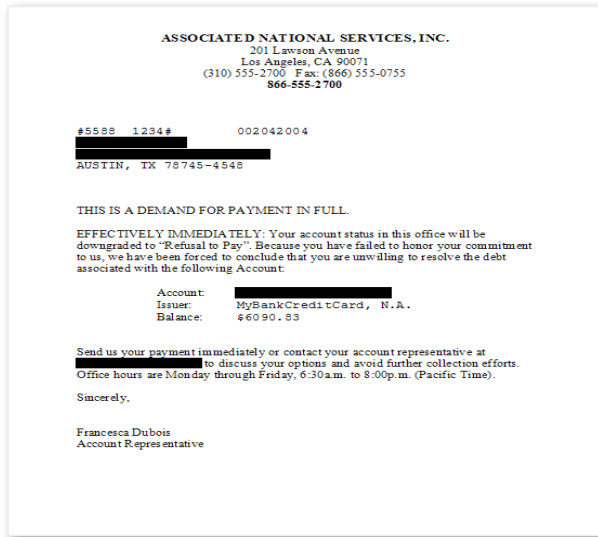 ASSOCIATED NATIONAL SERVICES, INC.
201 Lawson Avenue
Los Angeles, CA 90071
(310) 555-2700 Fax: (866) 555-0755
866-555-2700
#5588 1234# 002042004
AUSTIN, TX 78745-4548
THIS IS A DEMAND FOR PAYMENT IN FULL.
EFFECTIVELY IMMEDIATELY: Your account status in this office will be
downgraded to “Refusal to Pay”. Because you have failed to honor your commitment
to us, we have been forced to conclude that you are unwilling to resolve the debt
associated with the following Account:
Account:
Issuer: MyBankCreditCard, N.A.
Balance: $6090.83
Send us your payment immediately or contact your account representative at
to discuss your options and avoid further collection efforts.
Office hours are Monday through Friday, 6:30a.m. to 8:00p.m. (Pacific Time).
Sincerely,
Francesca Dubois
Account Representative